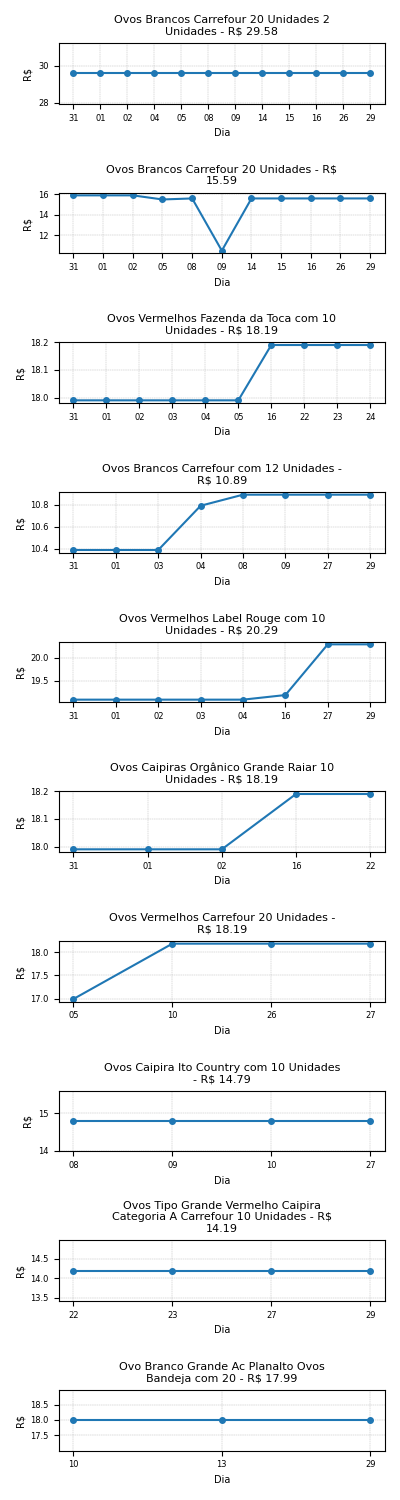 Ovos Brancos Carrefour 20 Unidades 2
Unidades - R$ 29.58
R$
30
28
31 01 02 04 05 08 09 14 15 16 26 29
Dia
Ovos Brancos Carrefour 20 Unidades - R$
15.59
R$
16
14
12
31 01 02 05 08 09 14 15 16 26 29
Dia
Ovos Vermelhos Fazenda da Toca com 10
Unidades - R$ 18.19
R$
18.2
18.1
18.0
31 01 02 03 04 05 16 22 23 24
Dia
Ovos Brancos Carrefour com 12 Unidades -
R$ 10.89
R$
10.8
10.6
10.4
31 01 03 04 08 09 27 29
Dia
Ovos Vermelhos Label Rouge com 10
Unidades - R$ 20.29
R$
20.0
19.5
31 01 02 03 04 16 27 29
Dia
Ovos Caipiras Orgânico Grande Raiar 10
Unidades - R$ 18.19
R$
18.2
18.1
18.0
31 01 02 16 22
Dia
Ovos Vermelhos Carrefour 20 Unidades -
R$ 18.19
R$
18.0
17.5
17.0
05 10 26 27
Dia
Ovos Caipira Ito Country com 10 Unidades
- R$ 14.79
R$
15
14
08 09 10 27
Dia
Ovos Tipo Grande Vermelho Caipira
Categoria A Carrefour 10 Unidades - R$
14.19
R$
14.5
14.0
13.5
22 23 27 29
Dia
Ovo Branco Grande Ac Planalto Ovos
Bandeja com 20 - R$ 17.99
R$
18.5
18.0
17.5
10 13 29
Dia